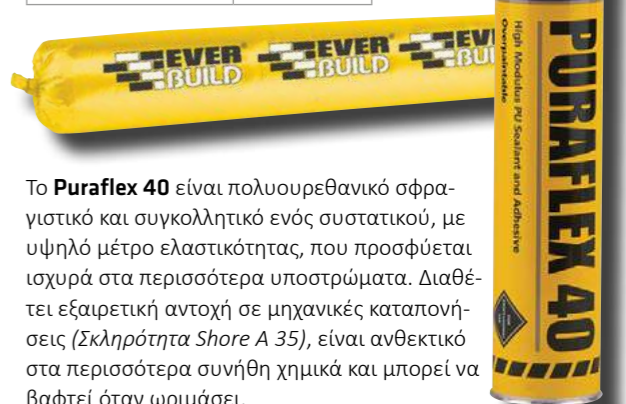 EVER BUILD
EVER BUILD
EVE
BUI
PURAFLEX 40
High Modulus PU Sealant and Adhesive
Overpaintable
Το Puraflex 40 είναι πολυουρεθανικό σφρα-
γιστικό και συγκολλητικό ενός συστατικού, με
υψηλό μέτρο ελαστικότητας, που προσφύεται
ισχυρά στα περισσότερα υποστρώματα. Διαθέ-
τει εξαιρετική αντοχή σε μηχανικές καταπονή-
σεις (Σκληρότητα Shore A 35), είναι ανθεκτικό
στα περισσότερα συνήθη χημικά και μπορεί να
βαφτεί όταν ωριμάσει.